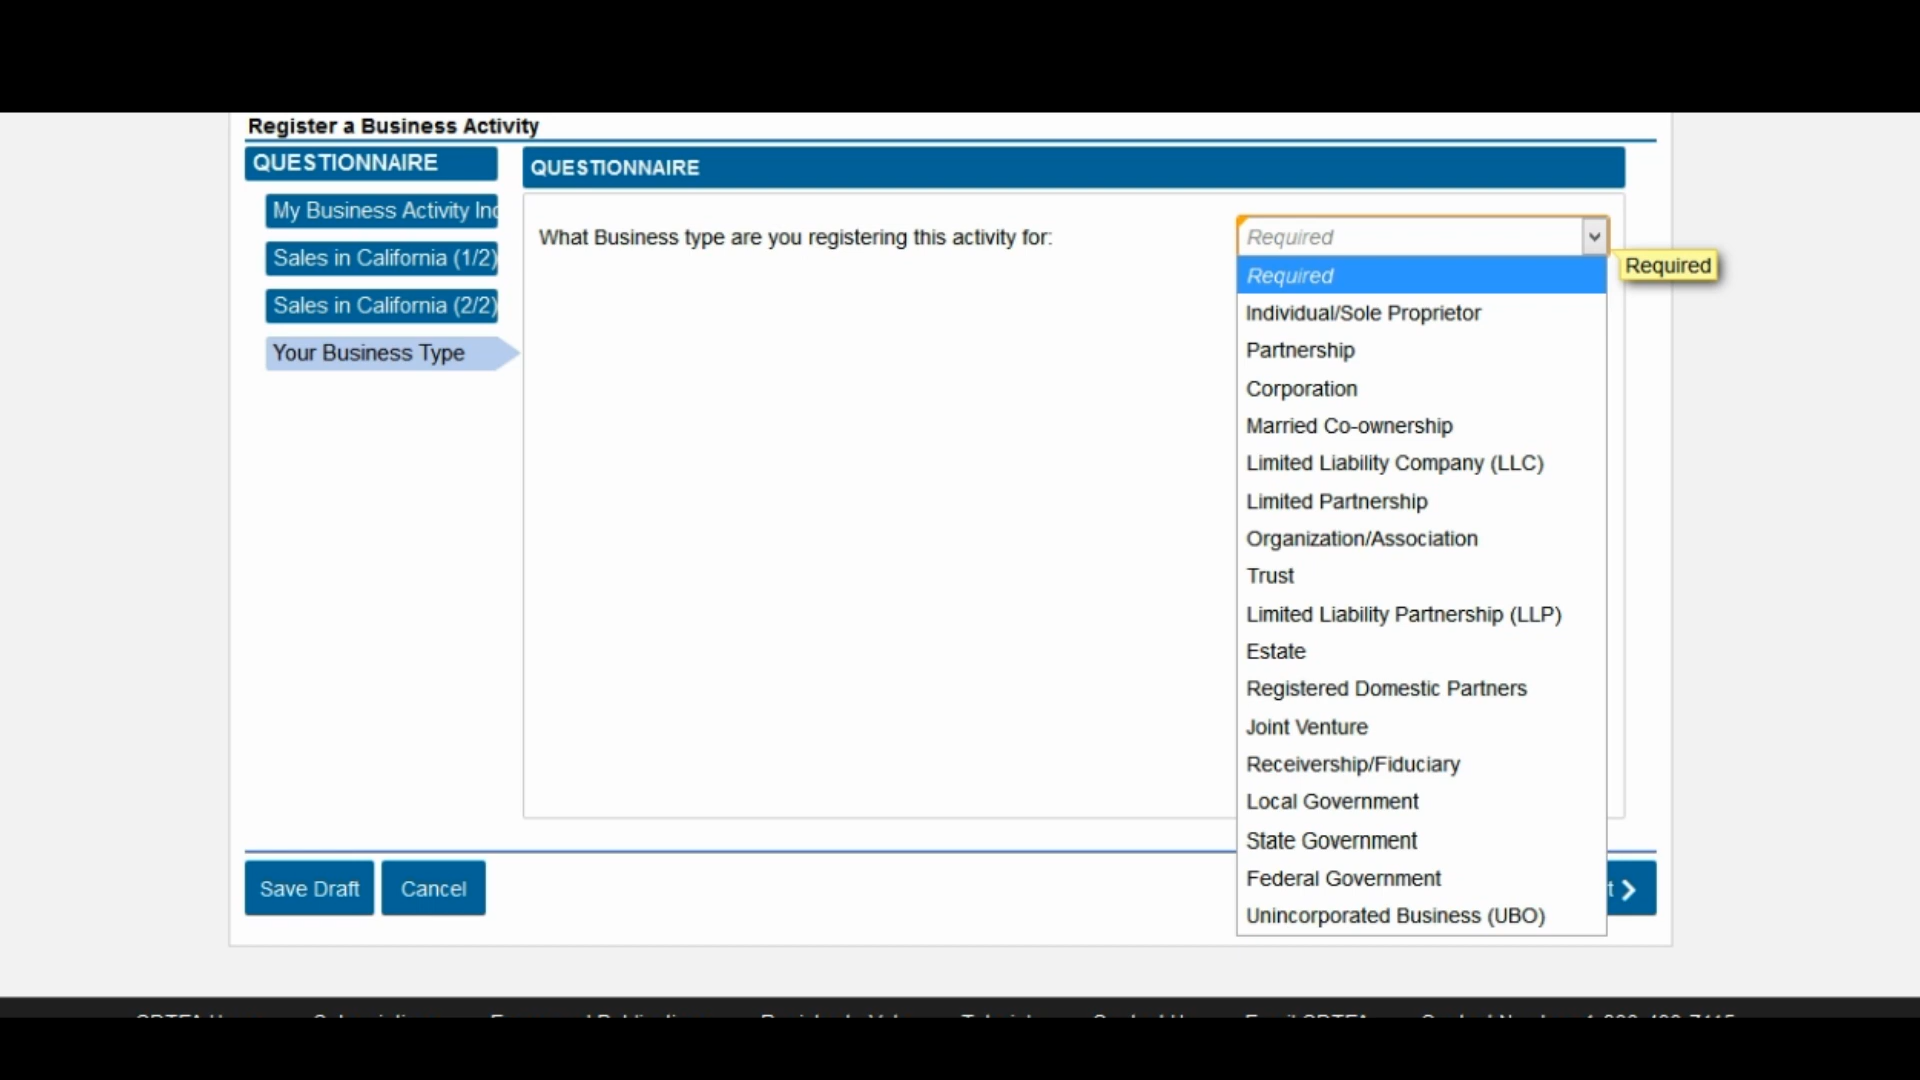 Register a Business Activity
QUESTIONNAIRE
My Business Activity Inc
Sales in California (1/2)
Sales in California (2/2)
Your Business Type
QUESTIONNAIRE
What Business type are you registering this activity for:
Required
Required
Required
Individual/Sole Proprietor
Partnership
Corporation
Married Co-ownership
Limited Liability Company (LLC)
Limited Partnership
Organization/Association
Trust
Limited Liability Partnership (LLP)
Estate
Registered Domestic Partners
Joint Venture
Receivership/Fiduciary
Local Government
State Government
Federal Government
Unincorporated Business (UBO)
Save Draft
Cancel